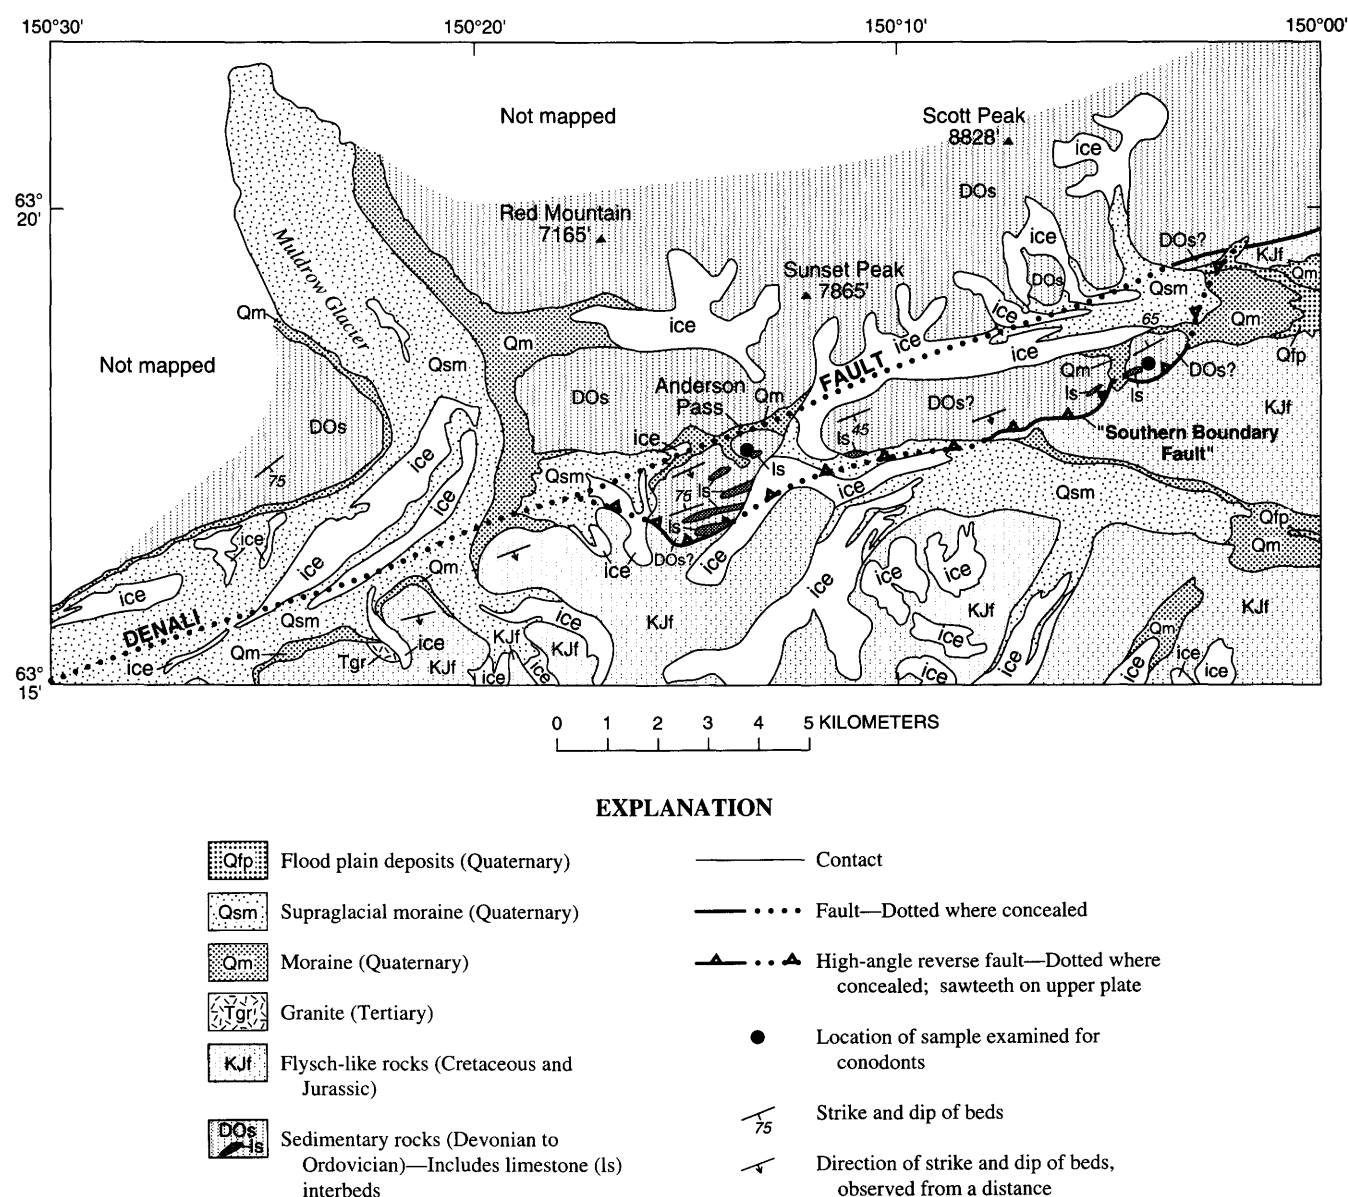 150°30'
150°20'
150°10'
150°00'
Not mapped
Scott Peak
8828'
ice
DOs
63°
20'
Red Mountain
7165'
ice
DOs?
KJf
Qm
Muldrow Glacier
Sunset Peak
7865'
DOs
Qsm
Qm
ice
ice
65
Qm
Qm
ice
ice
Qfp
Not mapped
Qsm
FAULT
Qm
DOs?
Anderson
Pass
Qm
DOs
DOs?
ls
ls
KJf
DOs
ice
ls
45
"Southern Boundary
Fault"
ice
Qsm
ls
75
ice
75
ls
ice
Qsm
ls
Qfp
ice
Qm
ice
ice
DOs?
ice
ice
ice
ice
Qm
ice
DENALI
Qsm
ice
KJf
KJf
KJf
Qm
ice
KJf
KJf
ice
ice
Qm
Tgr
KJf
ice
ice
ice
ice
ice
ice
ice
ice
63°
15'
0 1 2 3 4 5 KILOMETERS
EXPLANATION
Qfp Flood plain deposits (Quaternary)
Qsm Supraglacial moraine (Quaternary)
Qm Moraine (Quaternary)
Tgr Granite (Tertiary)
KJf Flysch-like rocks (Cretaceous and
Jurassic)
DOs
ls
Sedimentary rocks (Devonian to
Ordovician)—Includes limestone (ls)
interbeds
Contact
Fault—Dotted where concealed
High-angle reverse fault—Dotted where
concealed; sawteeth on upper plate
Location of sample examined for
conodonts
Strike and dip of beds
75
Direction of strike and dip of beds,
observed from a distance